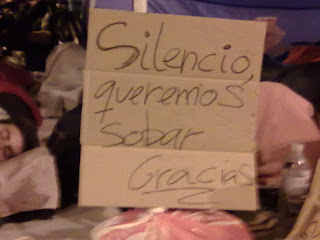 Silencio,
queremos
sobar.
Gracias